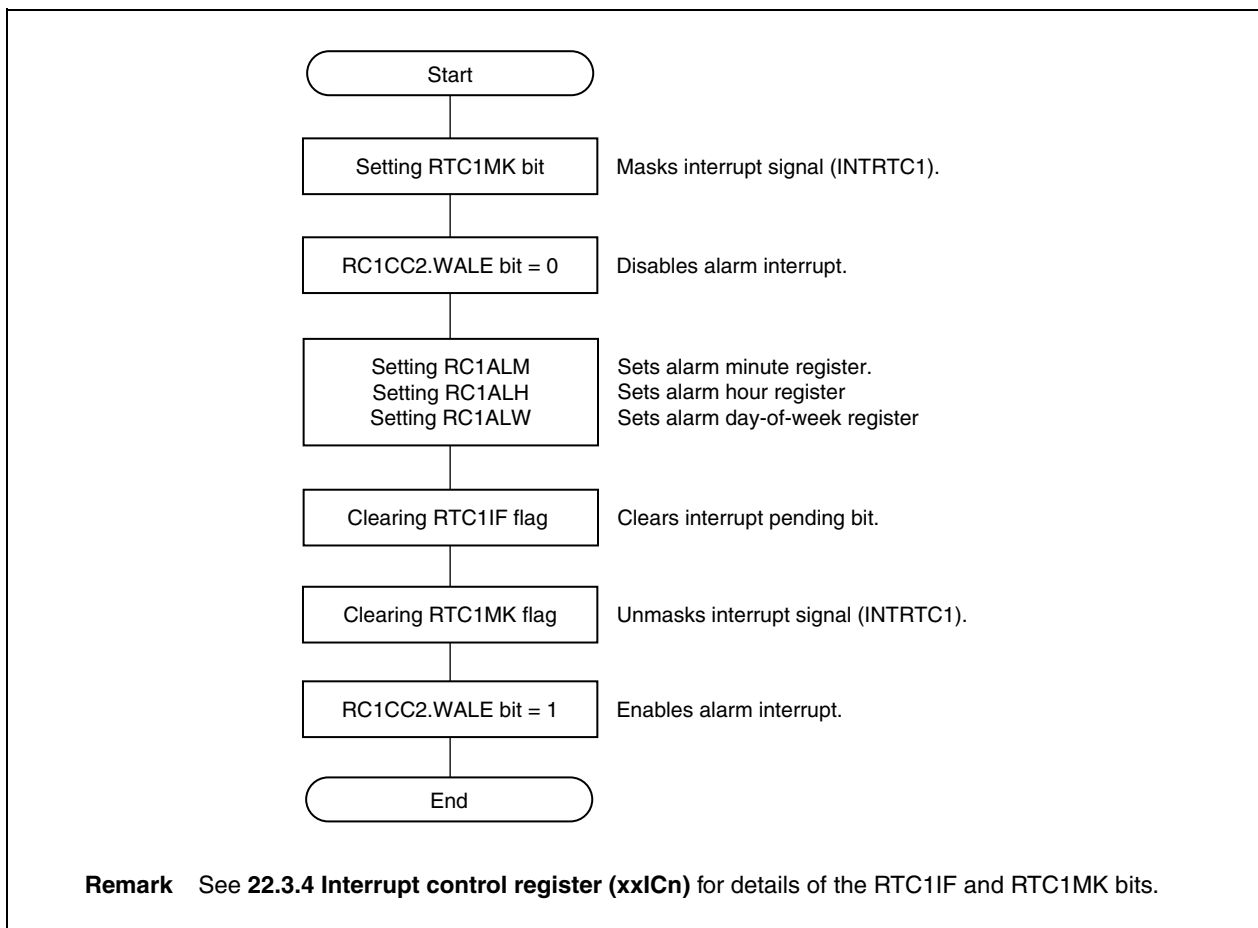 Start
Setting RTC1MK bit Masks interrupt signal (INTRTC1).
RC1CC2.WALE bit = 0 Disables alarm interrupt.
Setting RC1ALM Sets alarm minute register.
Setting RC1ALH Sets alarm hour register
Setting RC1ALW Sets alarm day-of-week register
Clearing RTC1IF flag Clears interrupt pending bit.
Clearing RTC1MK flag Unmasks interrupt signal (INTRTC1).
RC1CC2.WALE bit = 1 Enables alarm interrupt.
End
Remark See 22.3.4 Interrupt control register (xxICn) for details of the RTC1IF and RTC1MK bits.